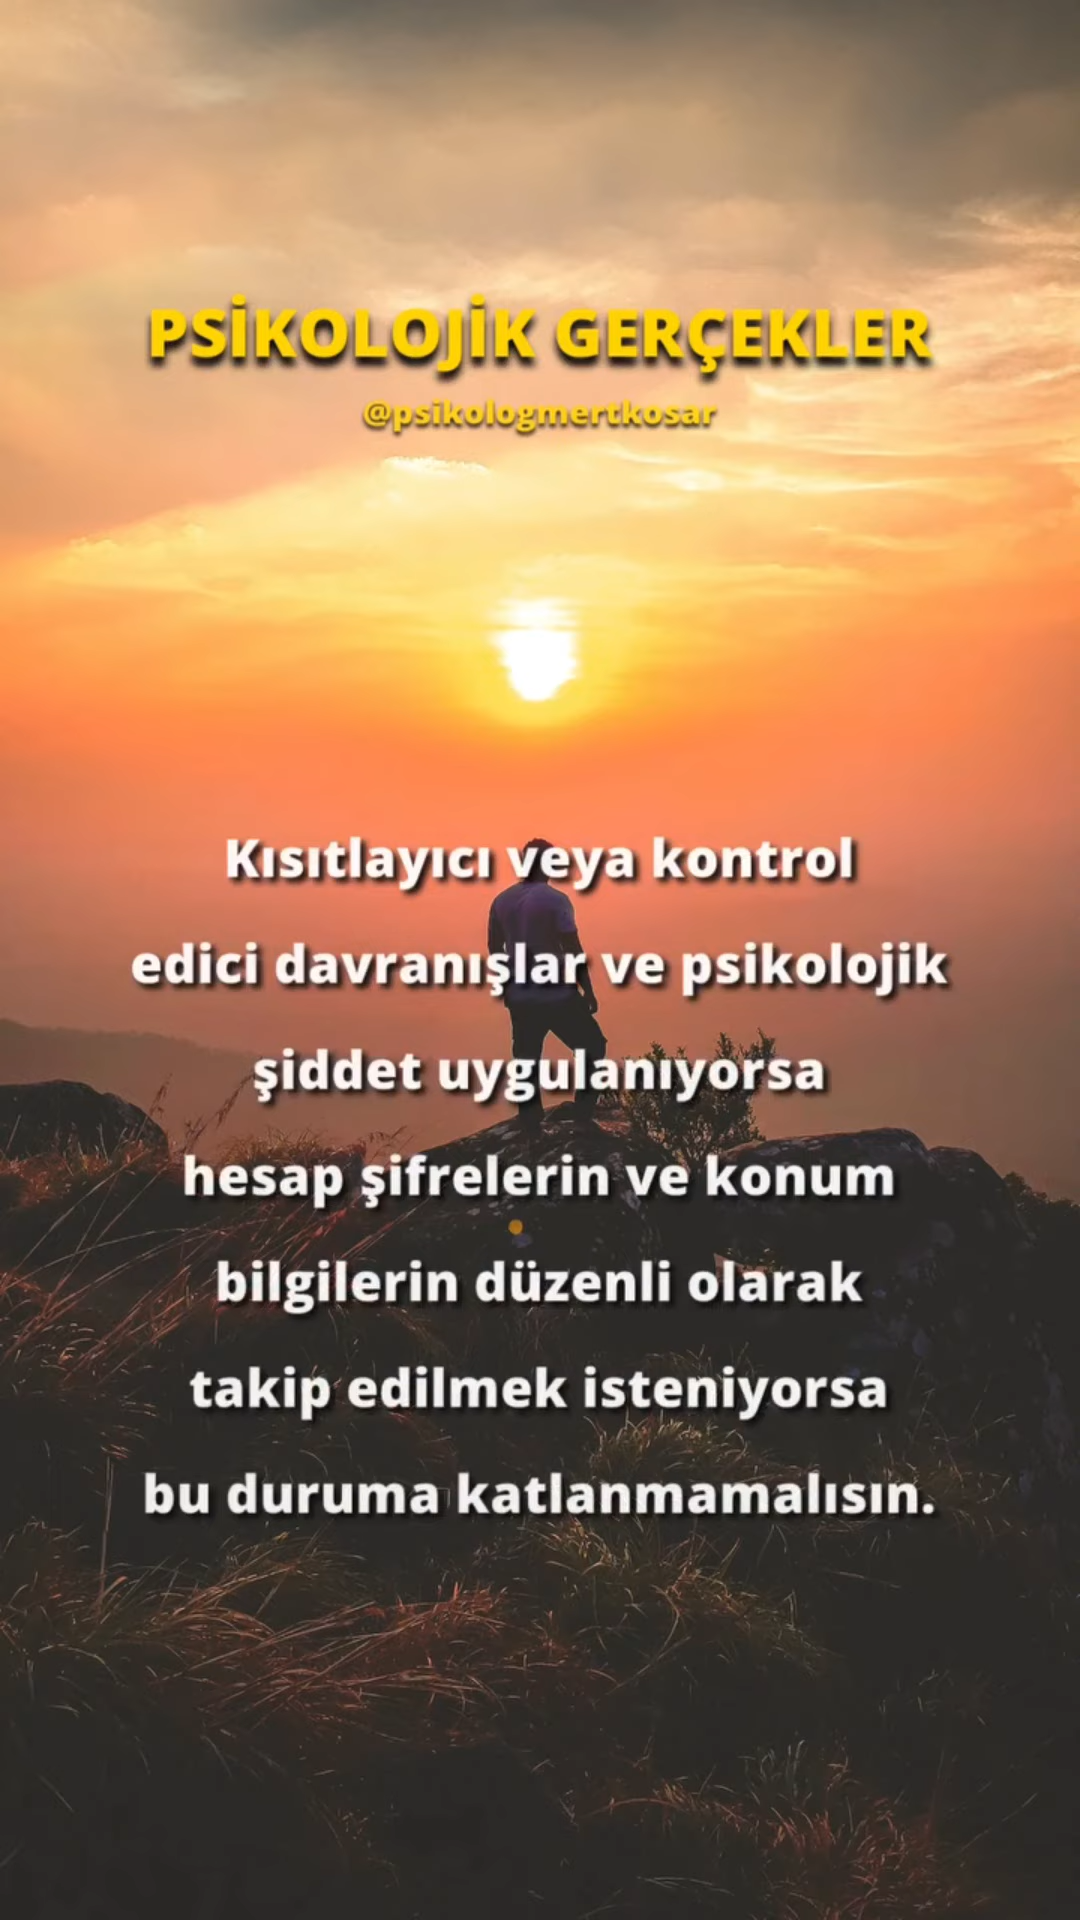 PSİKOLOJİK GERÇEKLER
@psikologmertkosar
Kısıtlayıcı veya kontrol
edici davranışlar ve psikolojik
şiddet uygulanıyorsa
hesap şifrelerin ve konum
bilgilerin düzenli olarak
takip edilmek isteniyorsa
bu duruma katlanmamalısın.